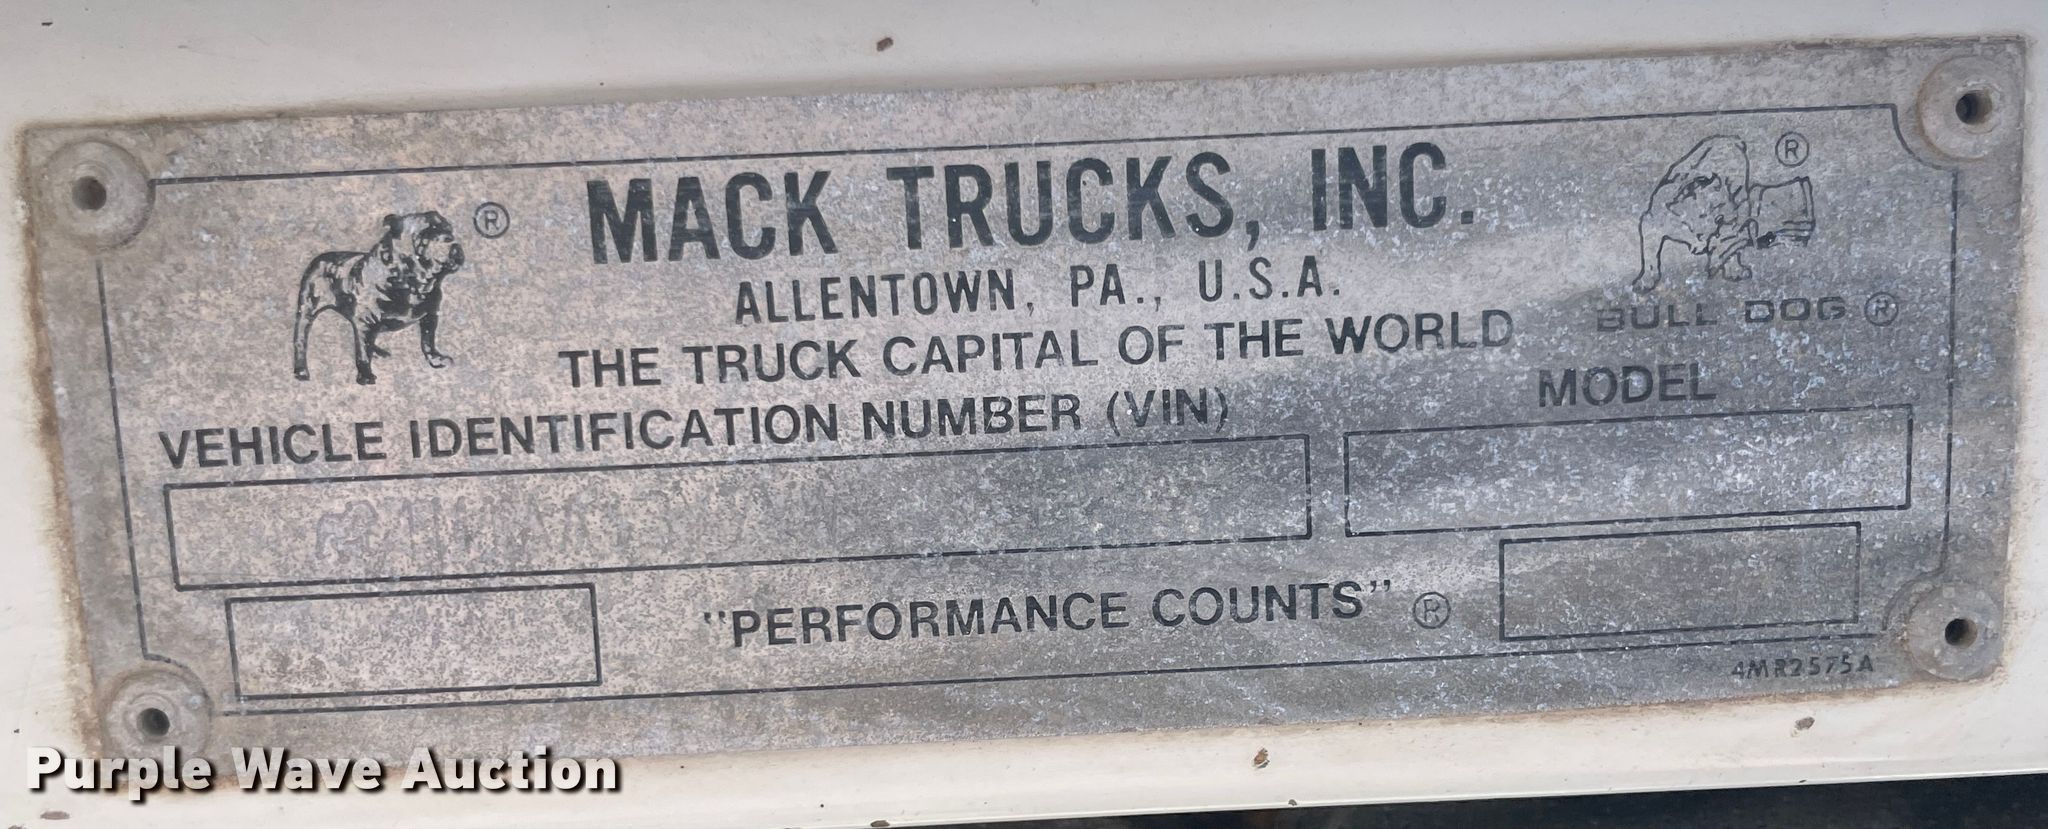 MACK TRUCKS, INC.
ALLENTOWN, PA., U.S.A.
THE TRUCK CAPITAL OF THE WORLD
BULL DOG ®
VEHICLE IDENTIFICATION NUMBER (VIN)
MODEL
"PERFORMANCE COUNTS" ®
4MR2575A
Purple Wave Auction